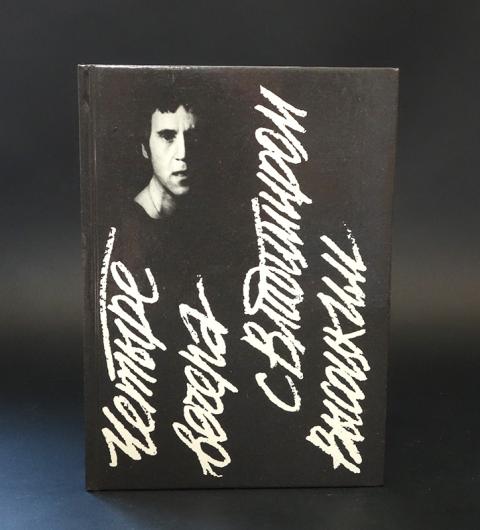 Четыре
вечера
с Владимиром
Высоцким